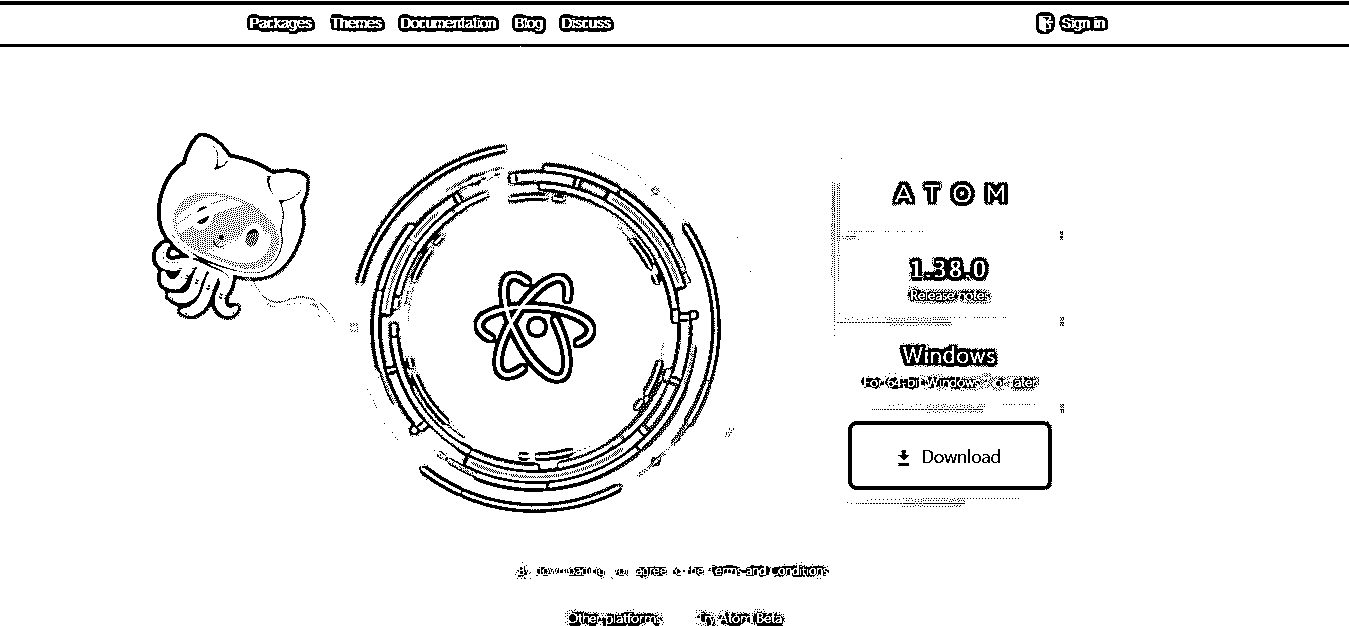 Packages Themes Documentation Blog Discuss Sign in
ATOM
1.38.0
Release notes
Windows
For 64-bit Windows or later
Download
By downloading, you agree to the Terms and Conditions
Other platforms Try Atom Beta